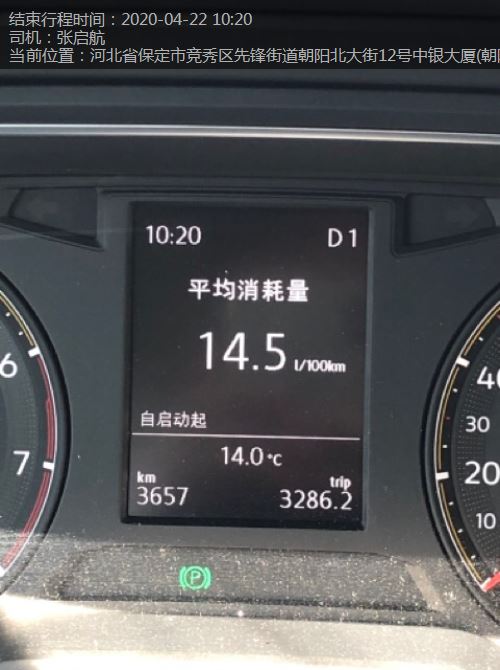 结束行程时间：2020-04-22 10:20
司机：张启航
当前位置：河北省保定市竞秀区先锋街道朝阳北大街12号中银大厦(朝阳
10:20 D1
平均消耗量
14.5 l/100km
自启动起
14.0 °C
km trip
3657 3286.2
6
7
40
30
20
10
P